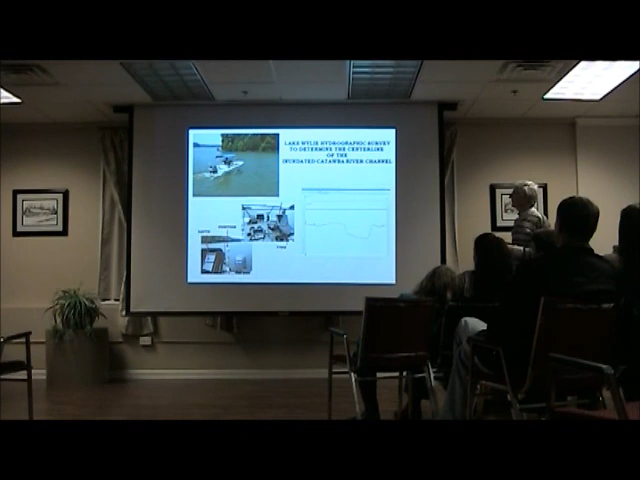 LAKE WYLIE HYDROGRAPHIC SURVEY
TO DETERMINE THE CENTERLINE
OF THE
INUNDATED CATAWBA RIVER CHANNEL